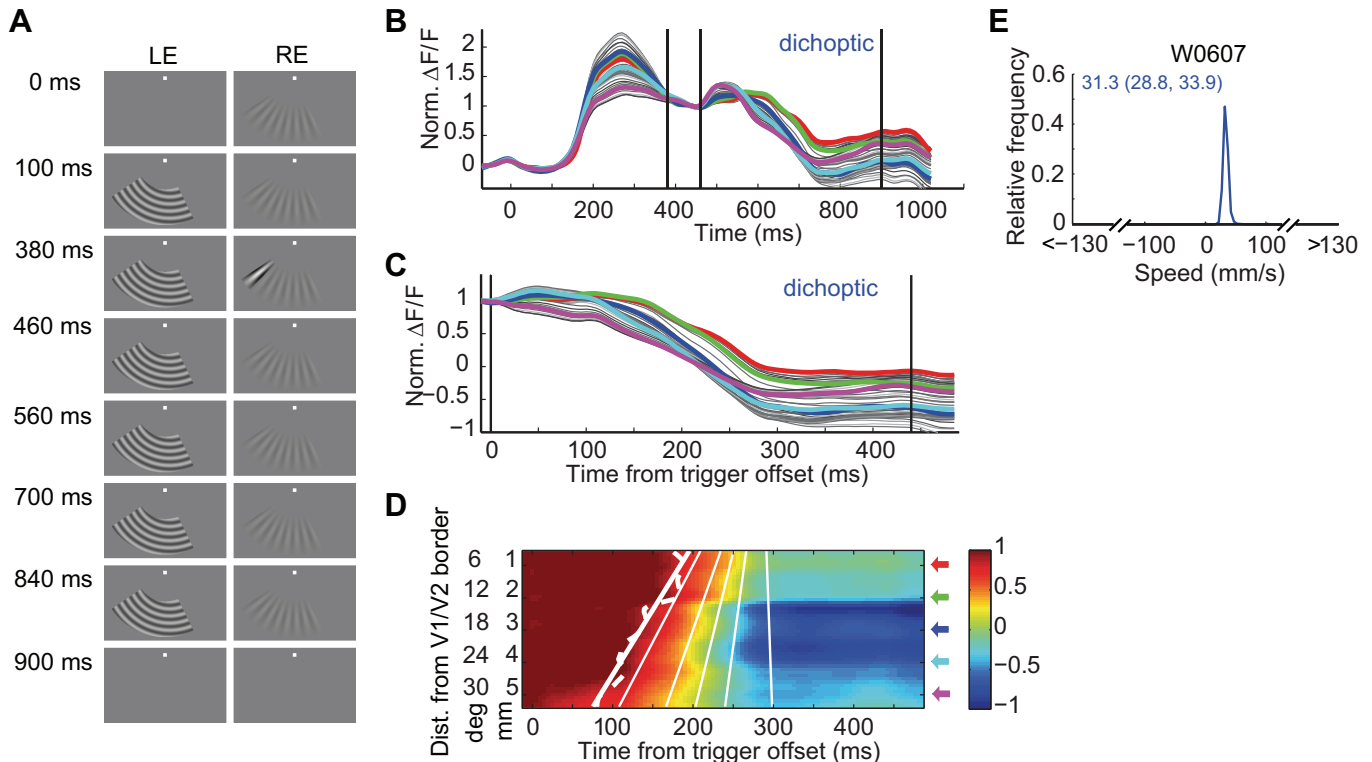 A
LE RE
0 ms
100 ms
380 ms
460 ms
560 ms
700 ms
840 ms
900 ms
B
dichoptic
Norm. ΔF/F
2
1.5
1
0.5
0
0 200 400 600 800 1000
Time (ms)
C
dichoptic
Norm. ΔF/F
1
0.5
0
−0.5
−1
0 100 200 300 400
Time from trigger offset (ms)
D
Dist. from V1/V2 border
6 1
12 2
18 3
24 4
30 5
deg mm
0 100 200 300 400
Time from trigger offset (ms)
1
0.5
0
−0.5
−1
E
W0607
31.3 (28.8, 33.9)
Relative frequency
0.6
0.4
0.2
0
<−130 −100 0 100 >130
Speed (mm/s)